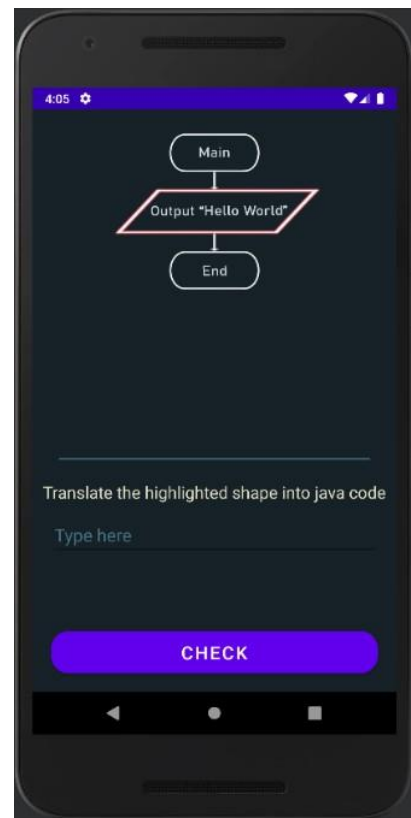 4:05
Main
Output “Hello World”
End
Translate the highlighted shape into java code
Type here
CHECK